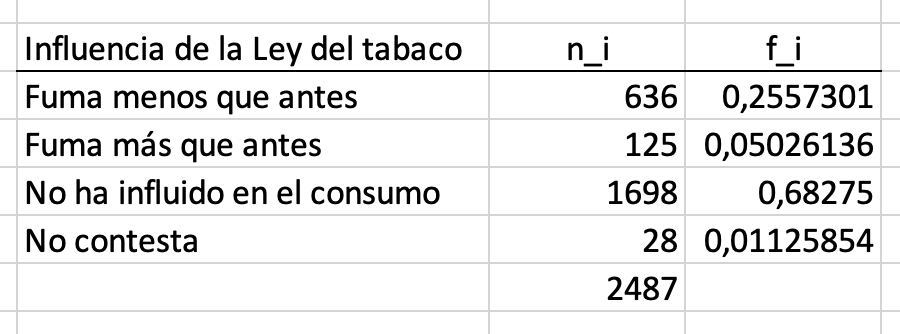 Influencia de la Ley del tabaco n_i f_i
Fuma menos que antes 636 0,2557301
Fuma más que antes 125 0,05026136
No ha influido en el consumo 1698 0,68275
No contesta 28 0,01125854
2487